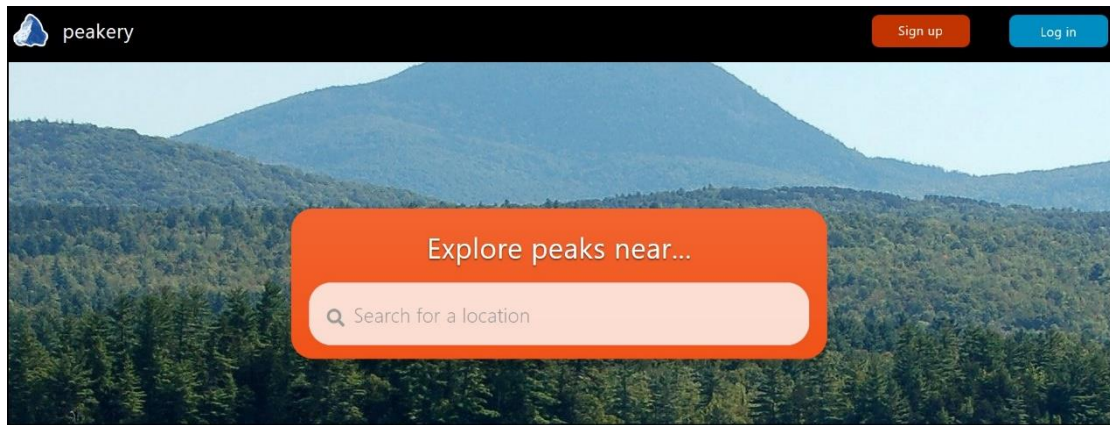 peakery
Sign up
Log in
Explore peaks near...
Search for a location